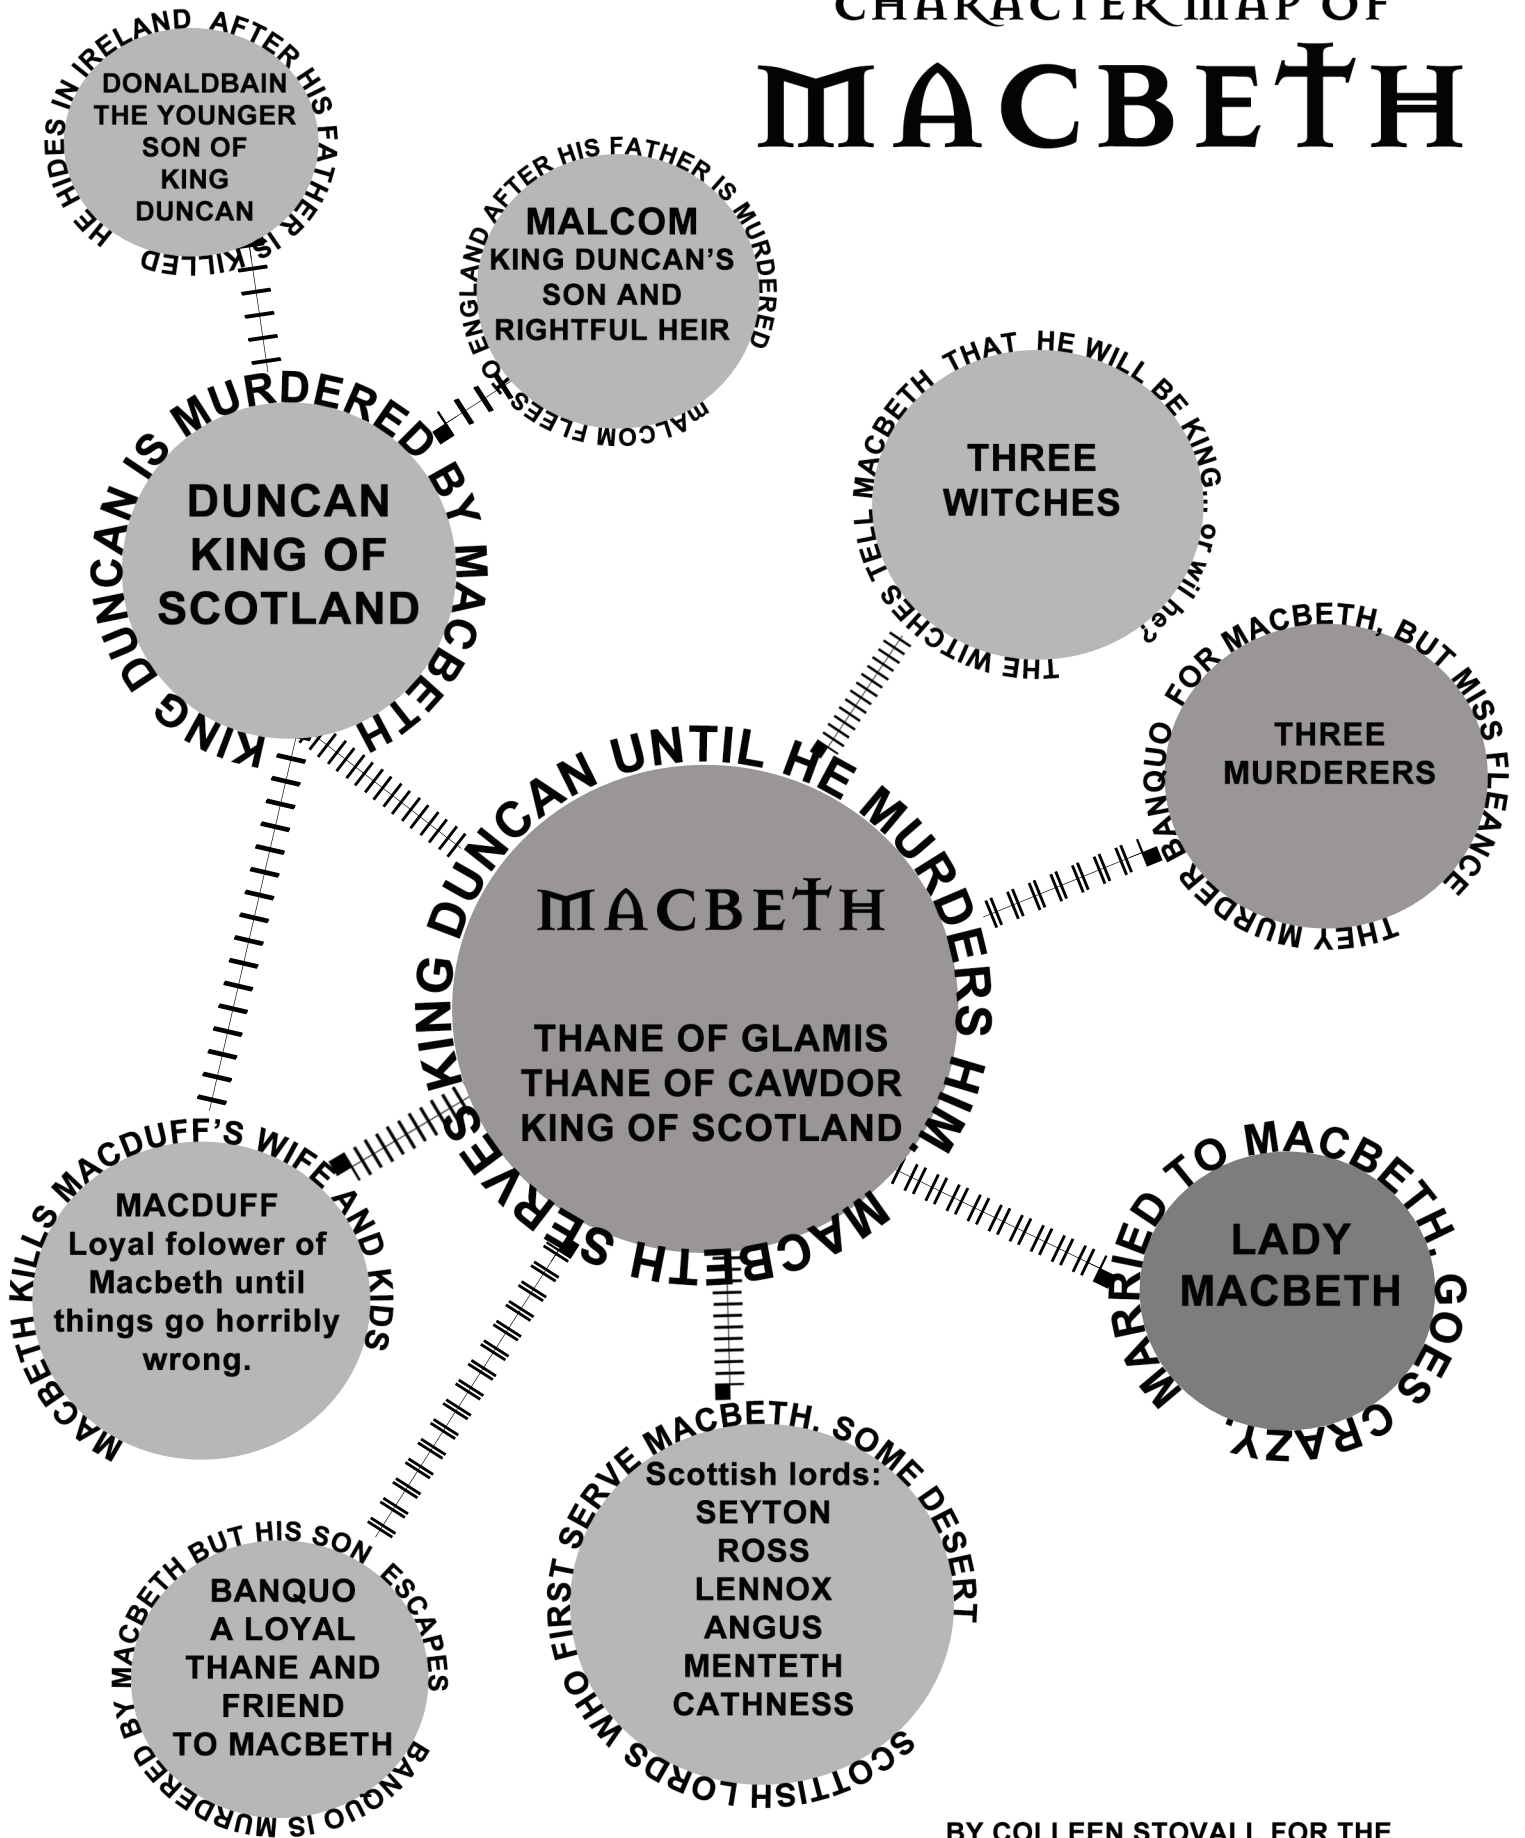 CHARACTER MAP OF
MACBETH
HE HIDES IN IRELAND AFTER HIS FATHER IS KILLED
DONALDBAIN
THE YOUNGER
SON OF
KING
DUNCAN
MALCOM FLEES TO ENGLAND AFTER HIS FATHER IS MURDERED
MALCOM
KING DUNCAN'S
SON AND
RIGHTFUL HEIR
KING DUNCAN IS MURDERED BY MACBETH
DUNCAN
KING OF
SCOTLAND
THE WITCHES TELL MACBETH THAT HE WILL BE KING... or wil he?
THREE
WITCHES
THEY MURDER BANQUO FOR MACBETH, BUT MISS FLEANCE
THREE
MURDERERS
MACBETH SERVES KING DUNCAN UNTIL HE MURDERS HIM.
MACBETH
THANE OF GLAMIS
THANE OF CAWDOR
KING OF SCOTLAND
MACBETH KILLS MACDUFF'S WIFE AND KIDS
MACDUFF
Loyal folower of
Macbeth until
things go horribly
wrong.
MARRIED TO MACBETH. GOES CRAZY.
LADY
MACBETH
BANQUO IS MURDERED BY MACBETH BUT HIS SON ESCAPES
BANQUO
A LOYAL
THANE AND
FRIEND
TO MACBETH
SCOTTISH LORDS WHO FIRST SERVE MACBETH. SOME DESERT
Scottish lords:
SEYTON
ROSS
LENNOX
ANGUS
MENTETH
CATHNESS
BY COLLEEN STOVALL FOR THE